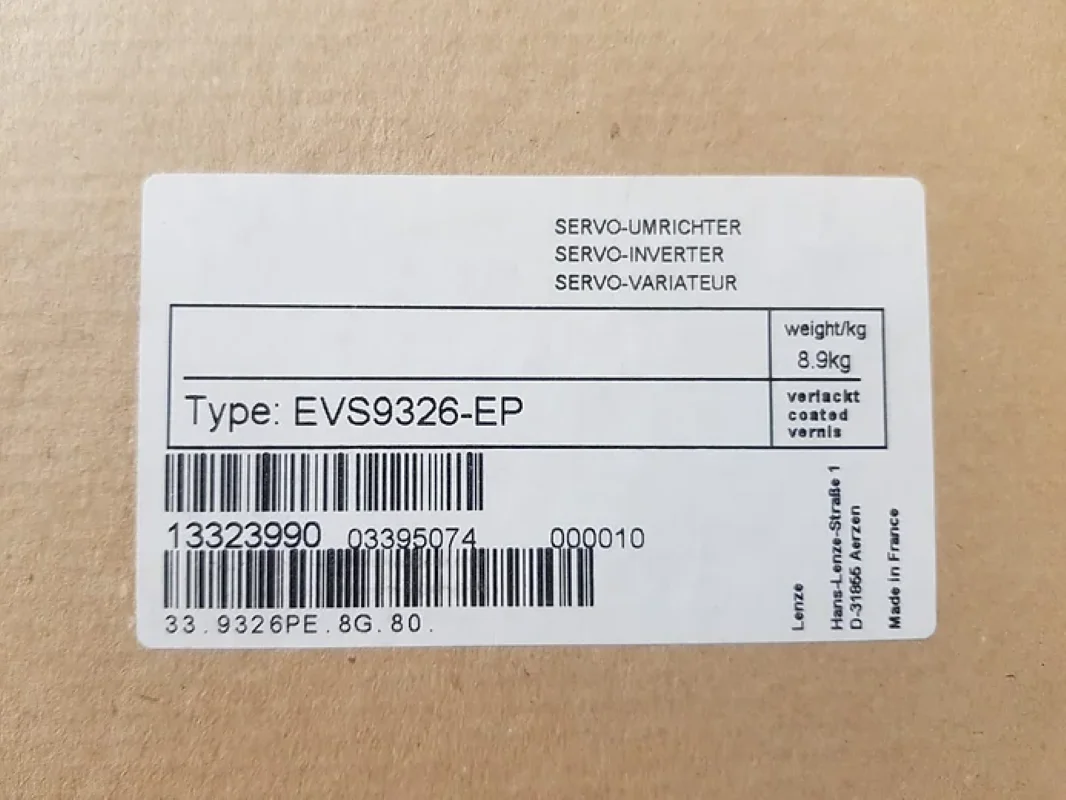 SERVO-UMRICHTER
SERVO-INVERTER
SERVO-VARIATEUR
weight/kg
8.9kg
Type: EVS9326-EP
verlackt
coated
vernis
13323990 03395074 000010
33.9326PE.8G.80.
Lenze
Hans-Lenze-Straße 1
D-31855 Aerzen
Made in France